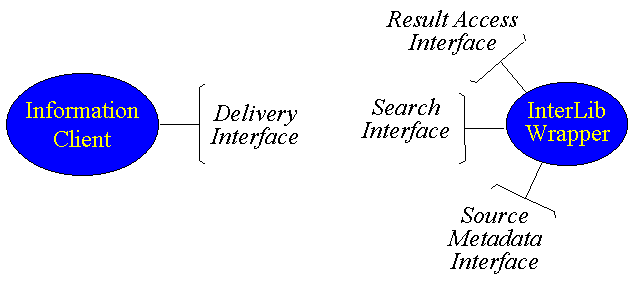 Information
Client
Delivery
Interface
Result Access
Interface
Search
Interface
InterLib
Wrapper
Source
Metadata
Interface